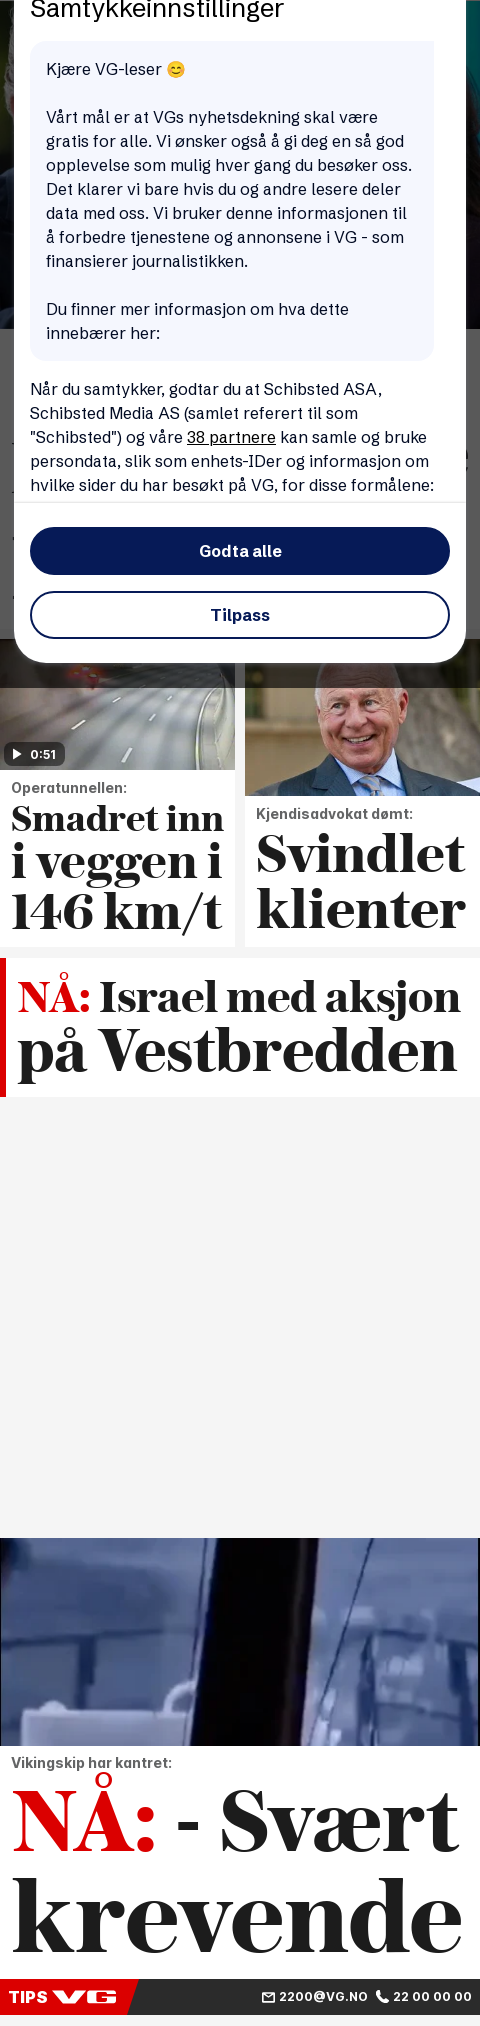 Samtykkeinnstillinger
Kjære VG-leser 😊
Vårt mål er at VGs nyhetsdekning skal være
gratis for alle. Vi ønsker også å gi deg en så god
opplevelse som mulig hver gang du besøker oss.
Det klarer vi bare hvis du og andre lesere deler
data med oss. Vi bruker denne informasjonen til
å forbedre tjenestene og annonsene i VG - som
finansierer journalistikken.
Du finner mer informasjon om hva dette
innebærer her:
Når du samtykker, godtar du at Schibsted ASA,
Schibsted Media AS (samlet referert til som
"Schibsted") og våre 38 partnere kan samle og bruke
persondata, slik som enhets-IDer og informasjon om
hvilke sider du har besøkt på VG, for disse formålene:
Godta alle
Tilpass
0:51
Operatunnellen:
Smadret inn
i veggen i
146 km/t
Kjendisadvokat dømt:
Svindlet
klienter
NÅ: Israel med aksjon
på Vestbredden
Vikingskip har kantret:
NÅ: - Svært
krevende
TIPS VG 2200@VG.NO 22 00 00 00